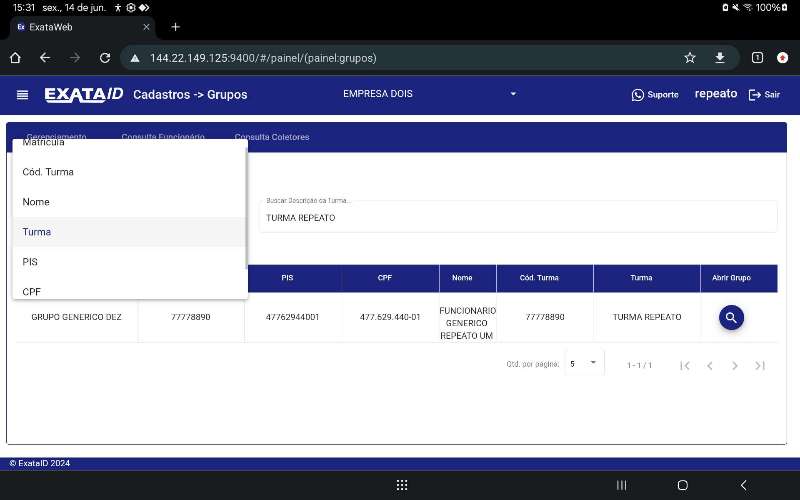 15:31 sex., 14 de jun. 100%
Ex ExataWeb
144.22.149.125:9400/#/painel/(painel:grupos)
1
EXATAID Cadastros -> Grupos EMPRESA DOIS Suporte repeato Sair
Gerenciamento Consulta Funcionário Consulta Coletores
Matrícula
Cód. Turma
Nome
Turma
PIS
CPF
Buscar Descrição da Turma...
TURMA REPEATO
PIS CPF Nome Cód. Turma Turma Abrir Grupo
GRUPO GENERICO DEZ 77778890 47762944001 477.629.440-01 FUNCIONARIO GENERICO REPEATO UM 77778890 TURMA REPEATO
Qtd. por página: 5 1 - 1 / 1
© ExataID 2024